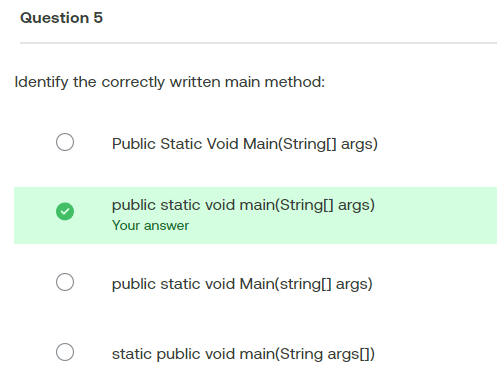 Question 5
Identify the correctly written main method:
Public Static Void Main(String[] args)
public static void main(String[] args)
Your answer
public static void Main(string[] args)
static public void main(String args[])